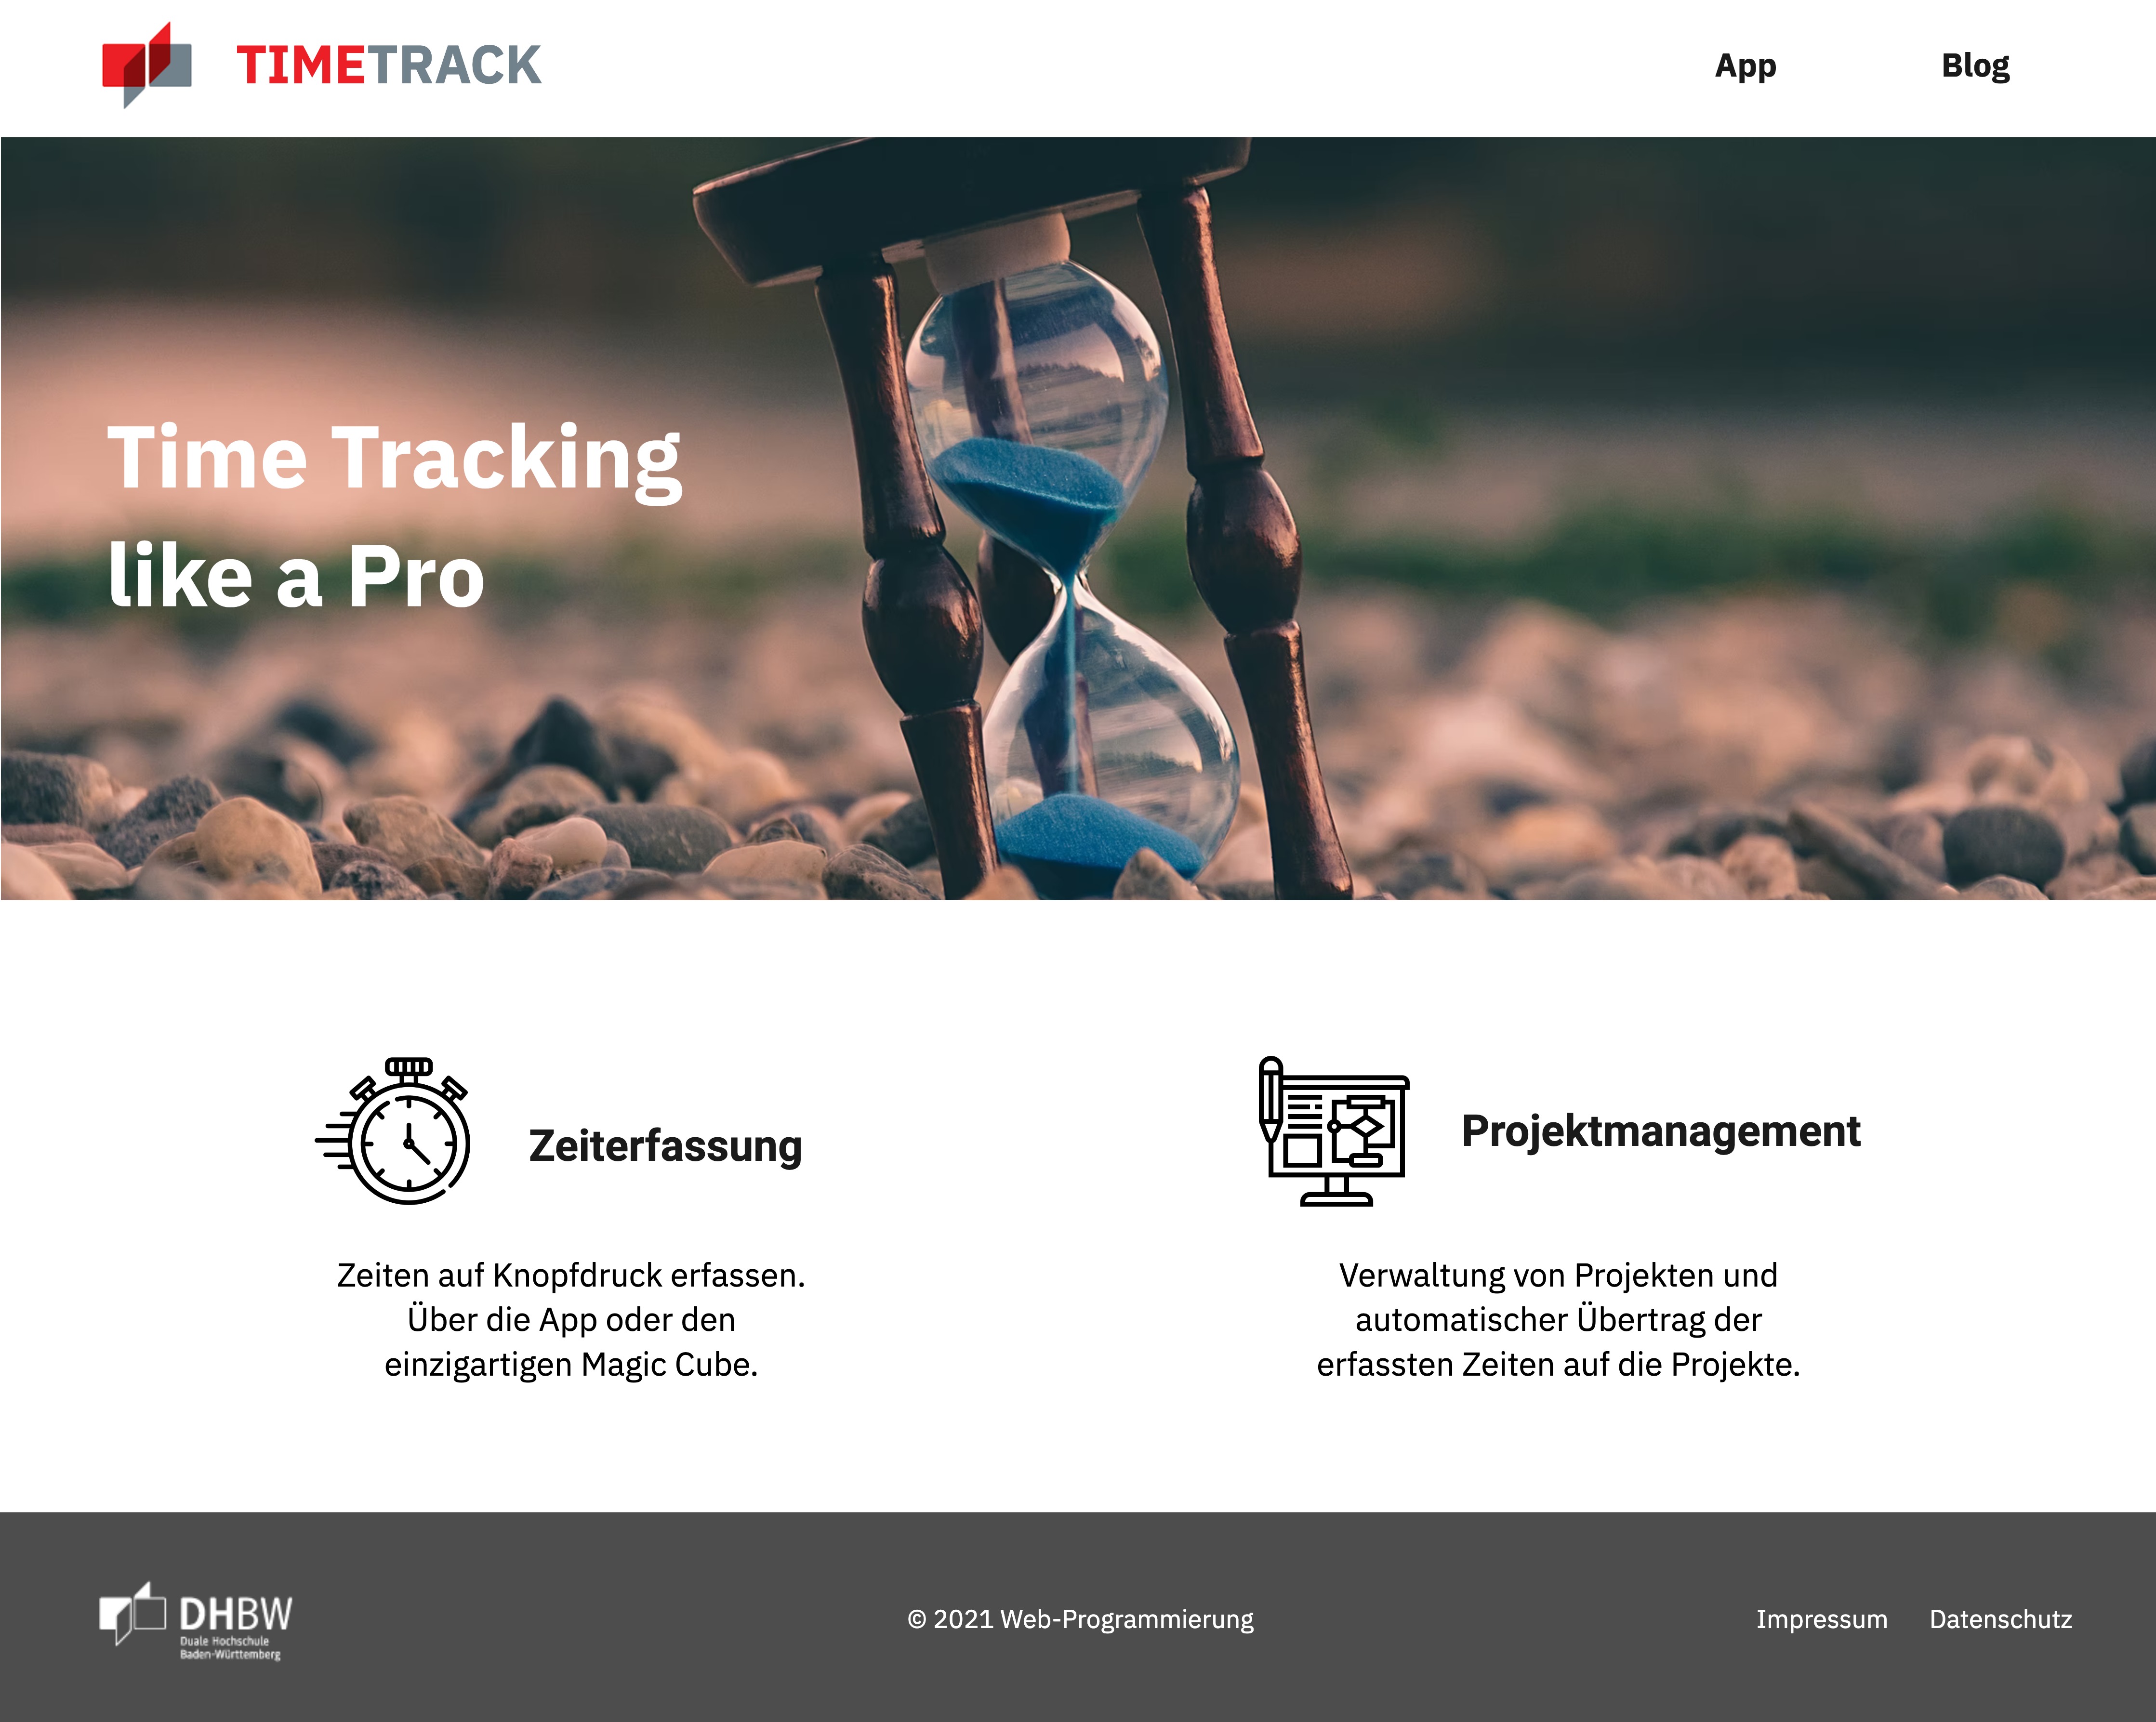 TIMETRACK
App
Blog
Time Tracking
like a Pro
Zeiterfassung
Zeiten auf Knopfdruck erfassen.
Über die App oder den
einzigartigen Magic Cube.
Projektmanagement
Verwaltung von Projekten und
automatischer Übertrag der
erfassten Zeiten auf die Projekte.
DHBW
Duale Hochschule
Baden-Württemberg
© 2021 Web-Programmierung
Impressum
Datenschutz